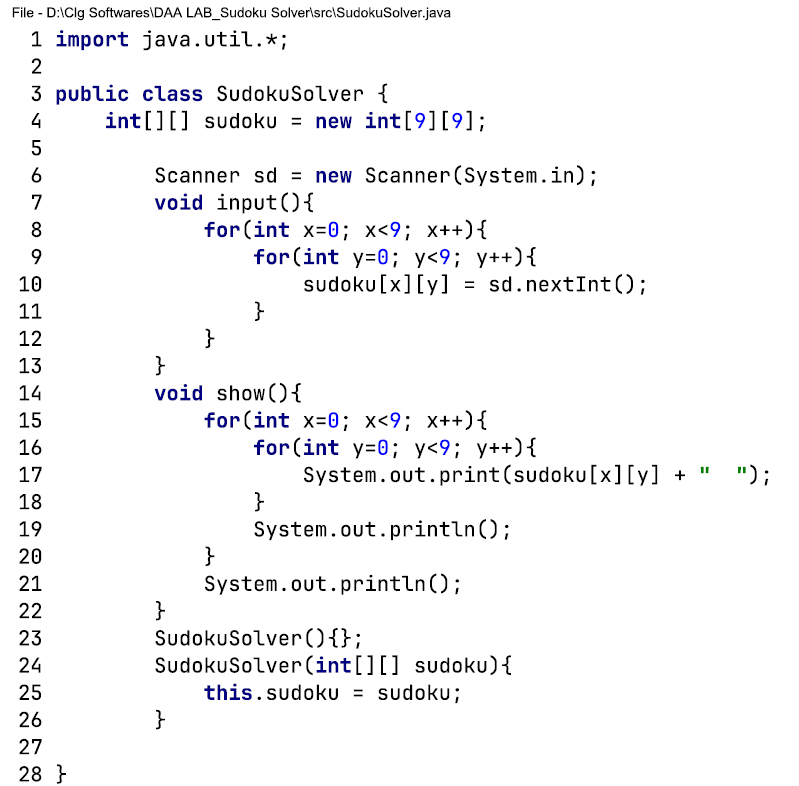 File - D:\Clg Softwares\DAA LAB_Sudoku Solver\src\SudokuSolver.java
1 import java.util.*;
2
3 public class SudokuSolver {
4     int[][] sudoku = new int[9][9];
5
6         Scanner sd = new Scanner(System.in);
7         void input(){
8             for(int x=0; x<9; x++){
9                 for(int y=0; y<9; y++){
10                     sudoku[x][y] = sd.nextInt();
11                 }
12             }
13         }
14         void show(){
15             for(int x=0; x<9; x++){
16                 for(int y=0; y<9; y++){
17                     System.out.print(sudoku[x][y] + "  ");
18                 }
19                 System.out.println();
20             }
21             System.out.println();
22         }
23         SudokuSolver(){};
24         SudokuSolver(int[][] sudoku){
25             this.sudoku = sudoku;
26         }
27
28 }